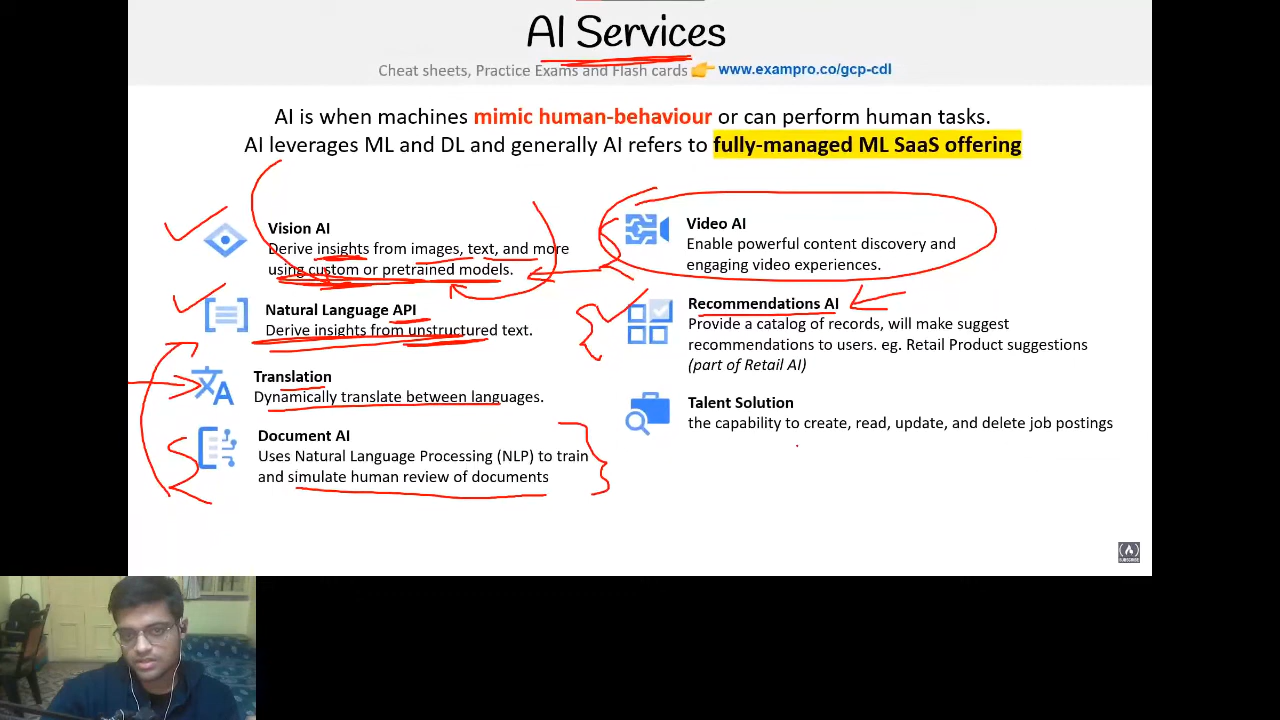 AI Services
Cheat sheets, Practice Exams and Flash cards 👉 www.exampro.co/gcp-cdl
AI is when machines mimic human-behaviour or can perform human tasks.
AI leverages ML and DL and generally AI refers to fully-managed ML SaaS offering
Vision AI
Derive insights from images, text, and more
using custom or pretrained models.
Natural Language API
Derive insights from unstructured text.
Translation
Dynamically translate between languages.
Document AI
Uses Natural Language Processing (NLP) to train
and simulate human review of documents
Video AI
Enable powerful content discovery and
engaging video experiences.
Recommendations AI
Provide a catalog of records, will make suggest
recommendations to users. eg. Retail Product suggestions
(part of Retail AI)
Talent Solution
the capability to create, read, update, and delete job postings
SUBSCRIBE